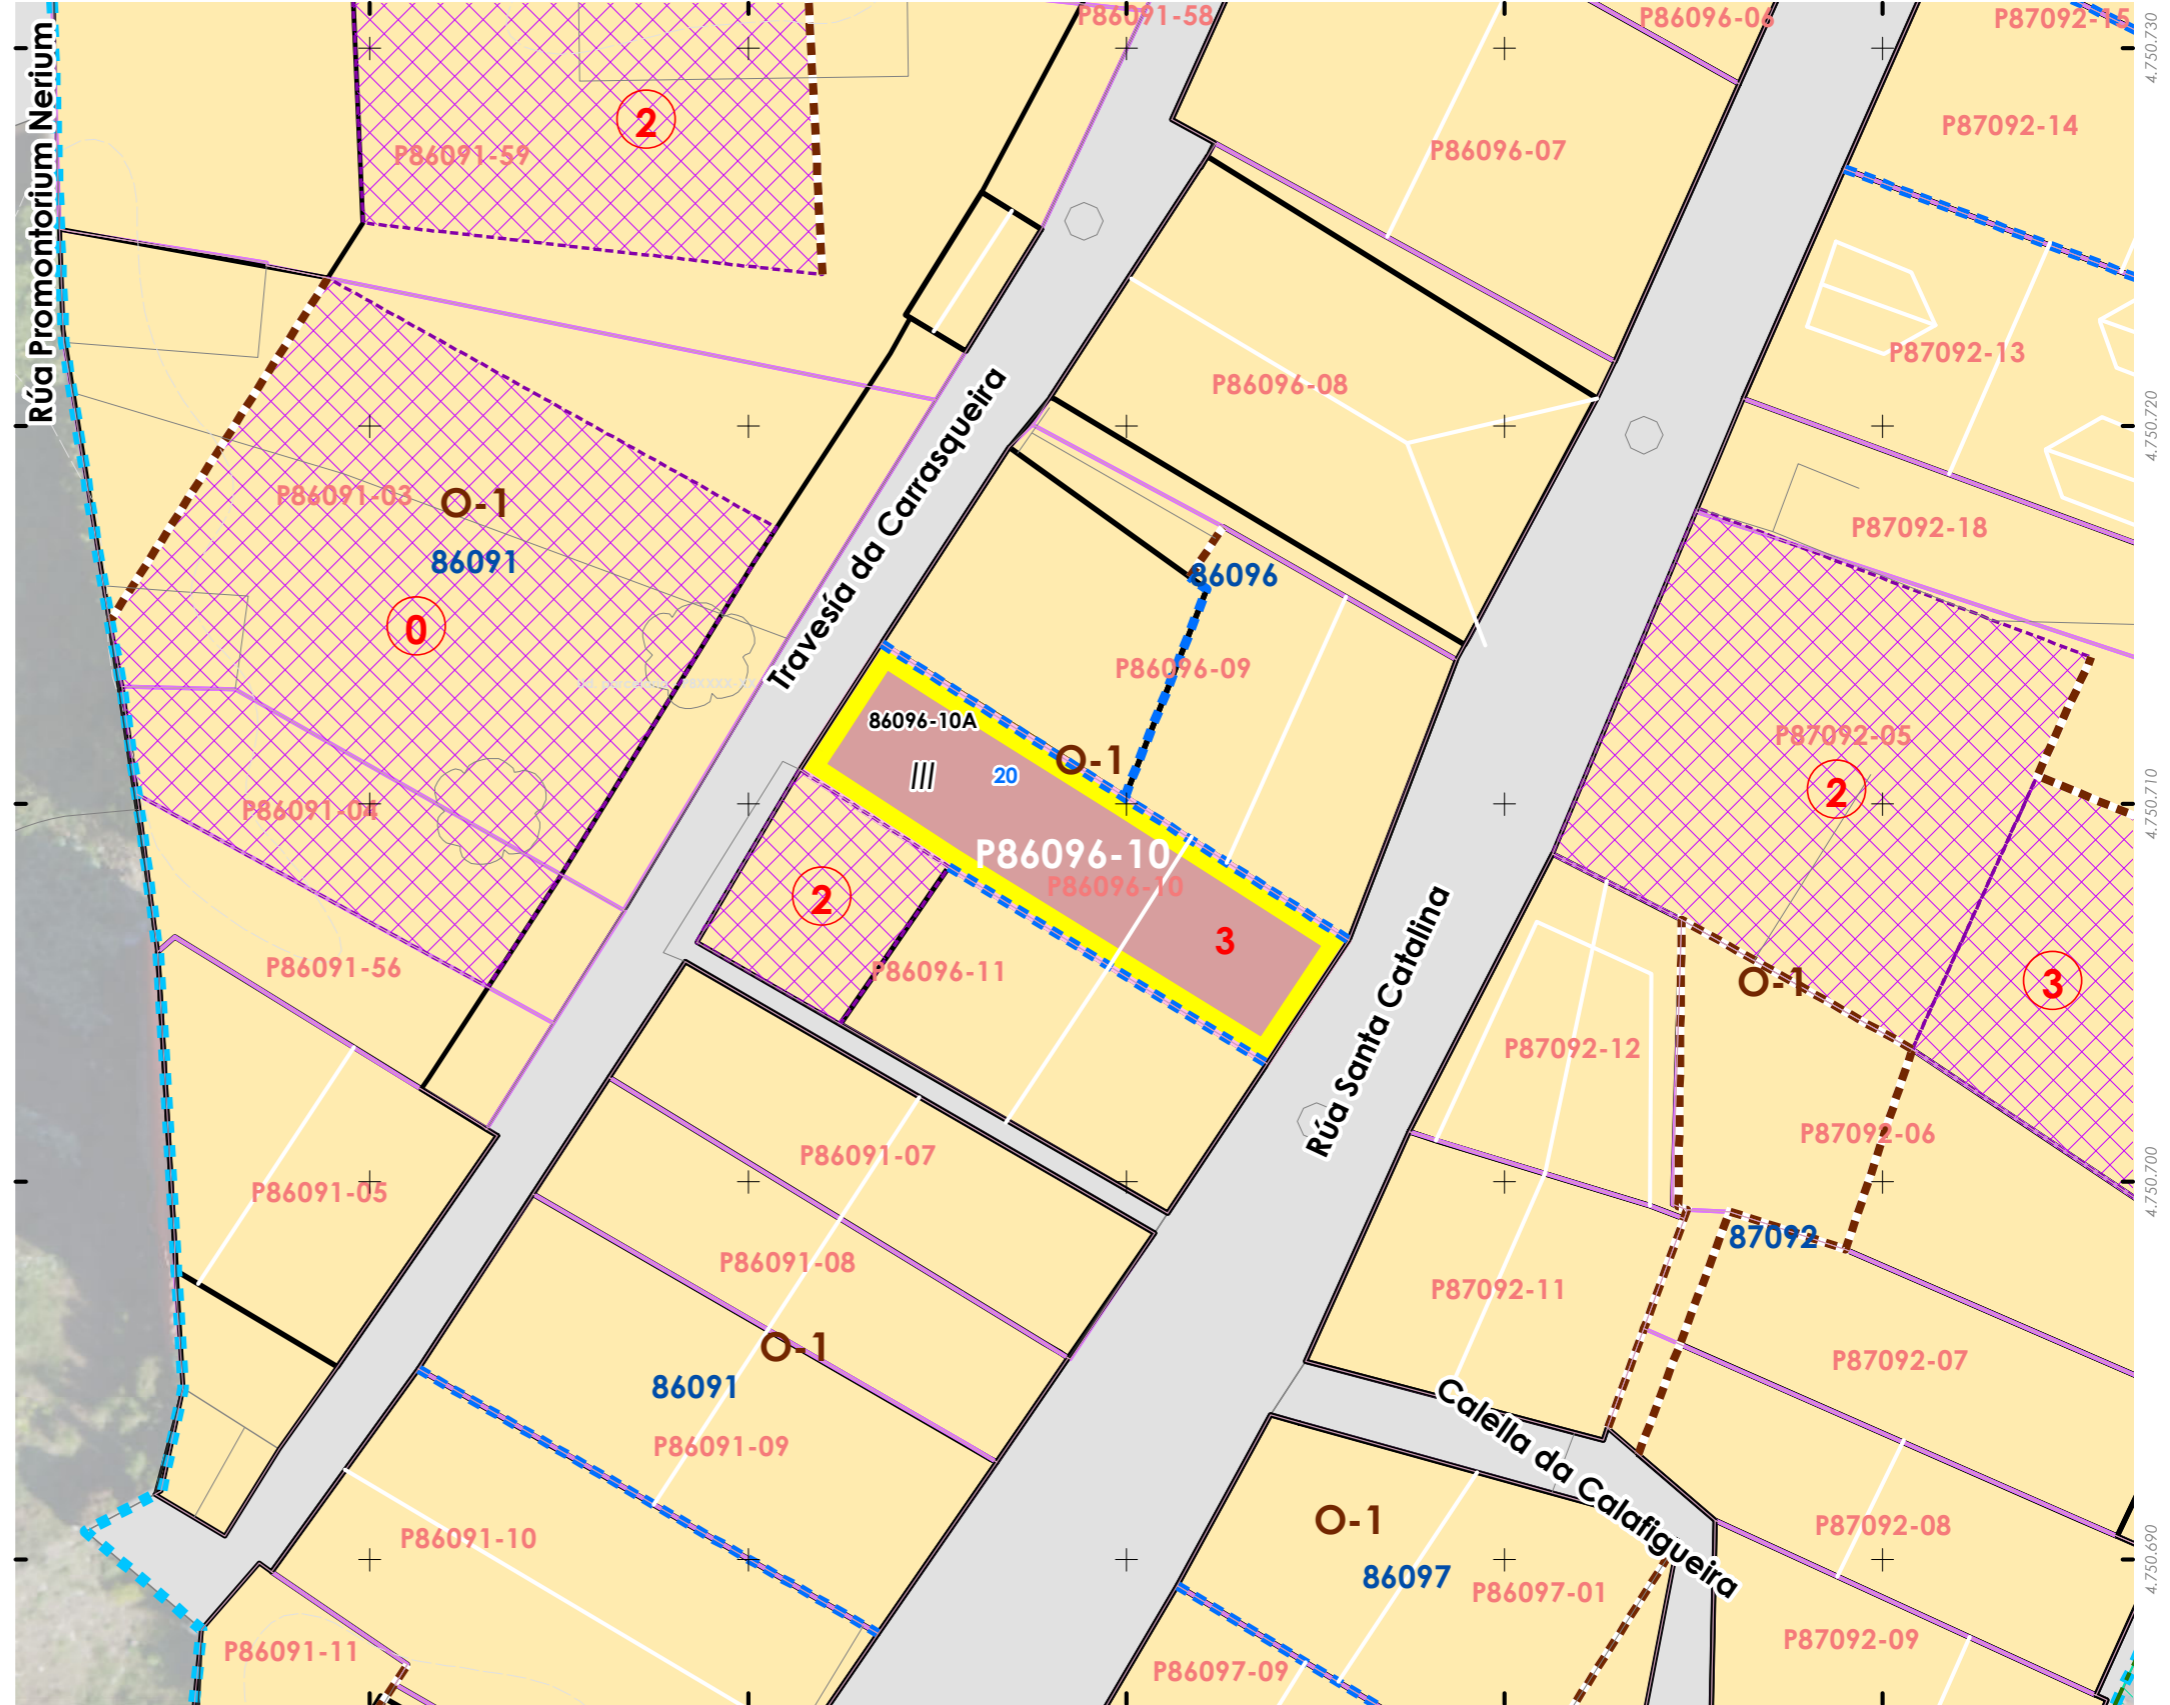 P86091-58
P86096-06
P87092-15
4.750.730
Rúa Promontorium Nerium
2
P86091-59
P86096-07
P87092-14
P87092-13
P86096-08
4.750.720
Travesía da Carrasqueira
P86091-03
O-1
86091
P87092-18
86096
0
P86096-09
86096-10A
III
20
O-1
P87092-05
2
P86091-04
4.750.710
P86096-10
P86096-10
2
3
P86091-56
P86096-11
Rúa Santa Catalina
O-1
3
P87092-12
P87092-06
P86091-07
P86091-05
4.750.700
87092
P86091-08
P87092-11
O-1
P87092-07
86091
P86091-09
Calella da Calafigueira
O-1
P87092-08
P86091-10
4.750.690
86097
P86097-01
P87092-09
P86091-11
P86097-09